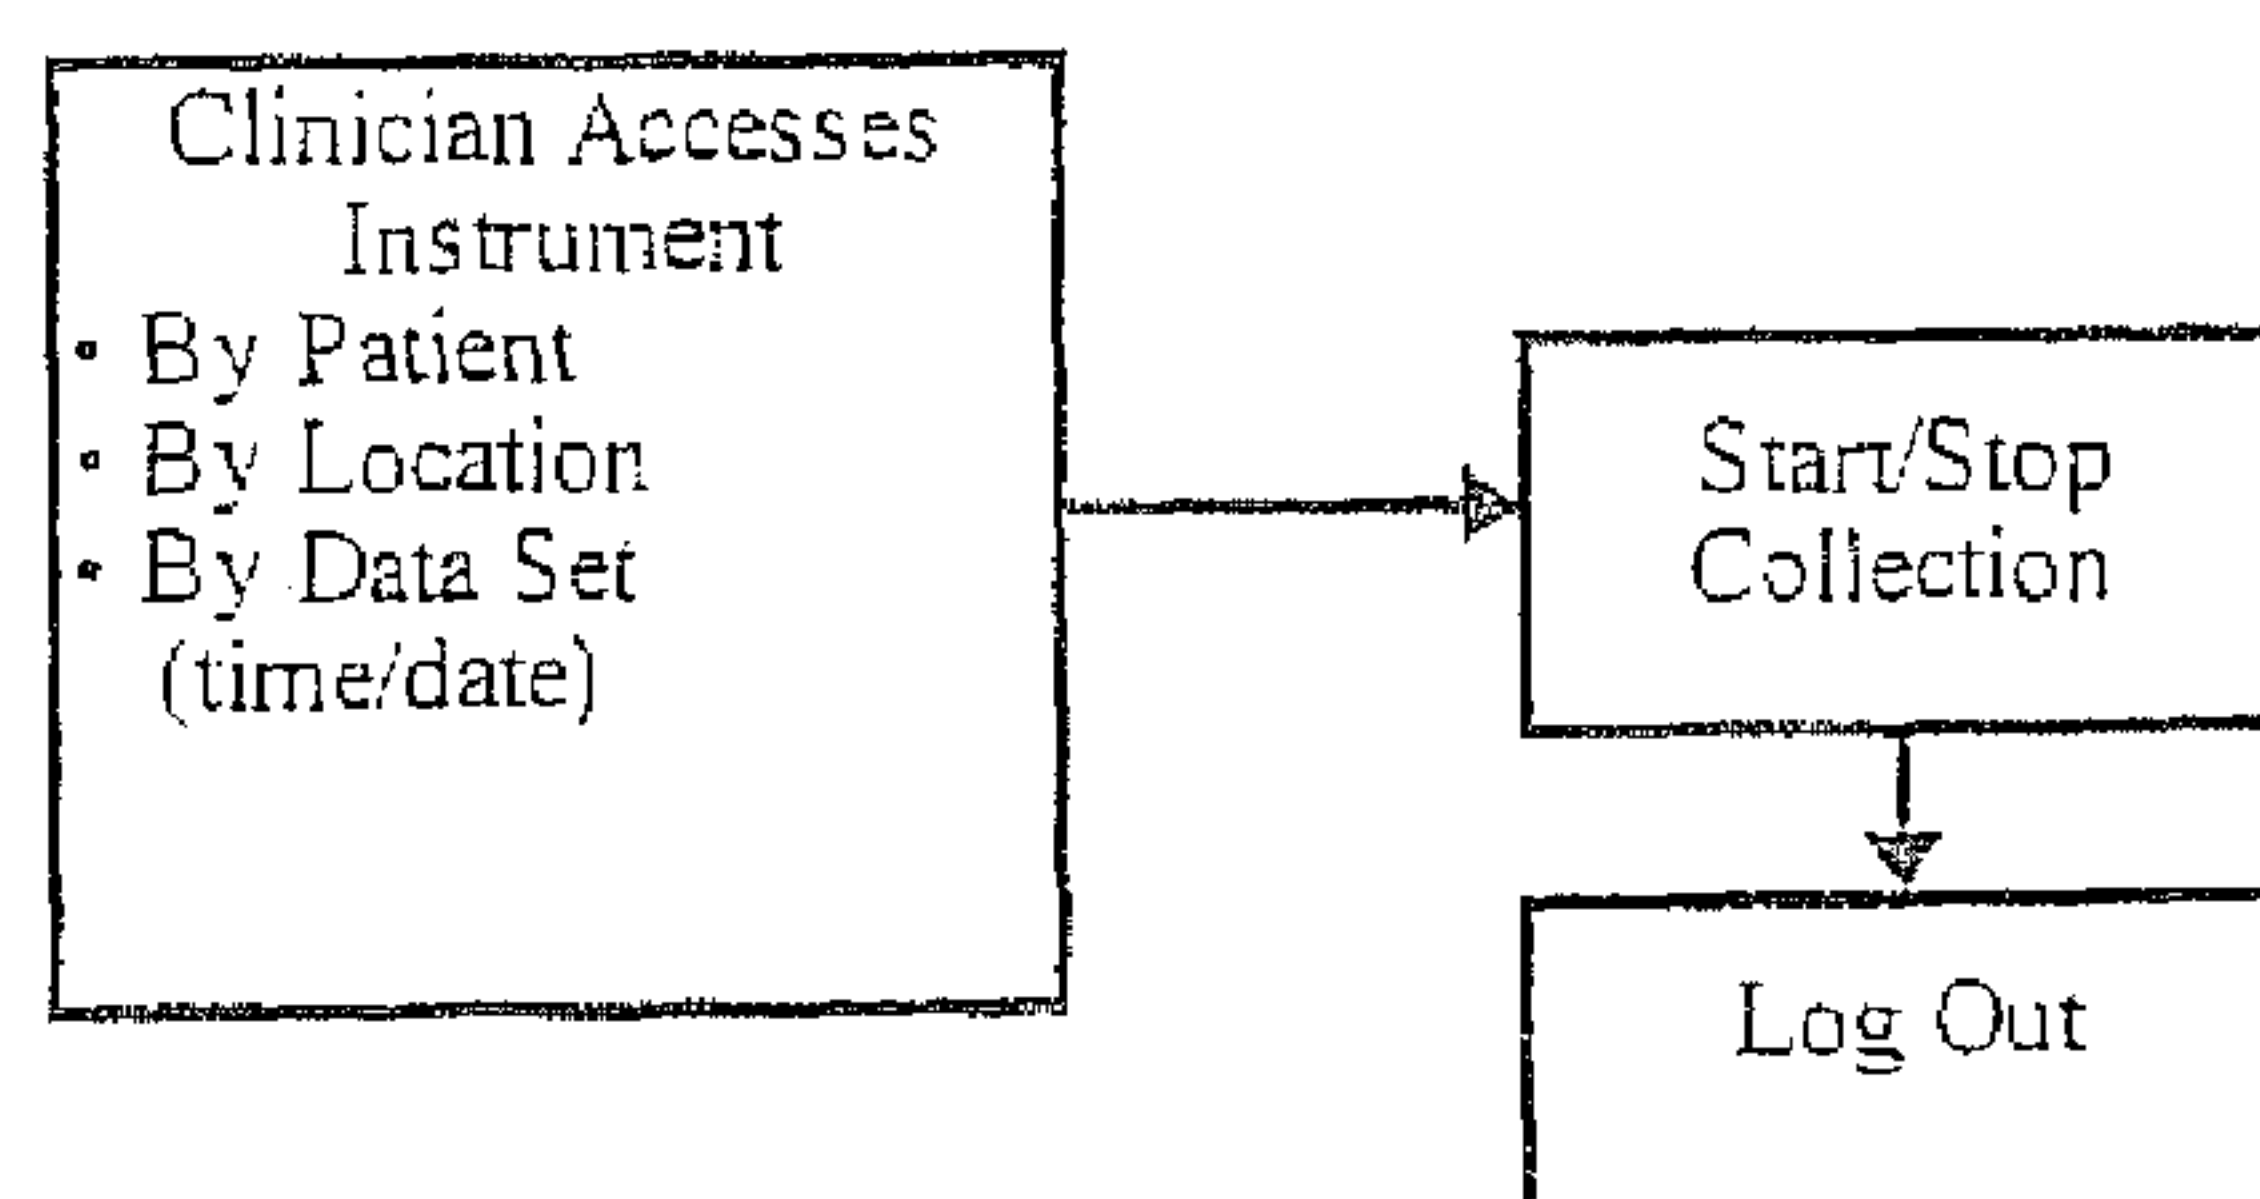 Clinician Accesses
Instrument
• By Patient
• By Location
• By Data Set
(time/date)
Start/Stop
Collection
Log Out